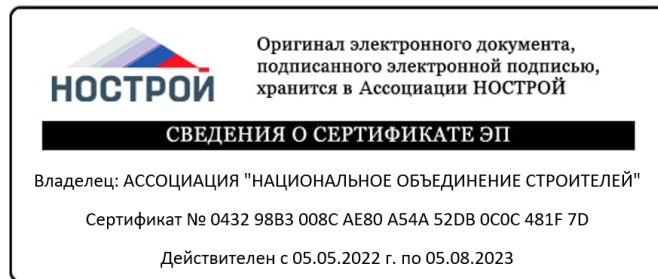 НОСТРОЙ
Оригинал электронного документа,
подписанного электронной подписью,
хранится в Ассоциации НОСТРОЙ
СВЕДЕНИЯ О СЕРТИФИКАТЕ ЭП
Владелец: АССОЦИАЦИЯ "НАЦИОНАЛЬНОЕ ОБЪЕДИНЕНИЕ СТРОИТЕЛЕЙ"
Сертификат № 0432 98B3 008C AE80 A54A 52DB 0C0C 481F 7D
Действителен с 05.05.2022 г. по 05.08.2023